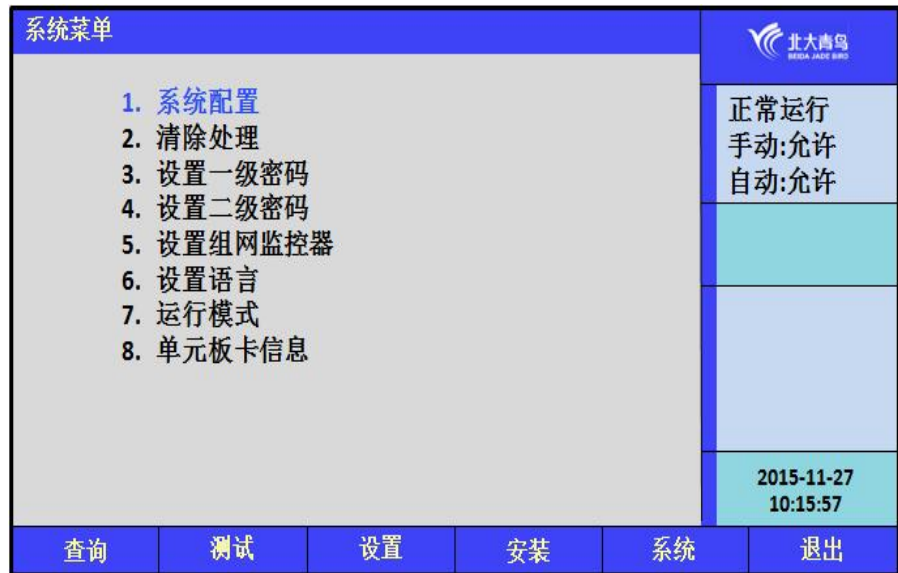 系统菜单
北大青鸟
BEIDA JADE BIRD
1. 系统配置
2. 清除处理
3. 设置一级密码
4. 设置二级密码
5. 设置组网监控器
6. 设置语言
7. 运行模式
8. 单元板卡信息
正常运行
手动:允许
自动:允许
2015-11-27
10:15:57
查询 测试 设置 安装 系统 退出